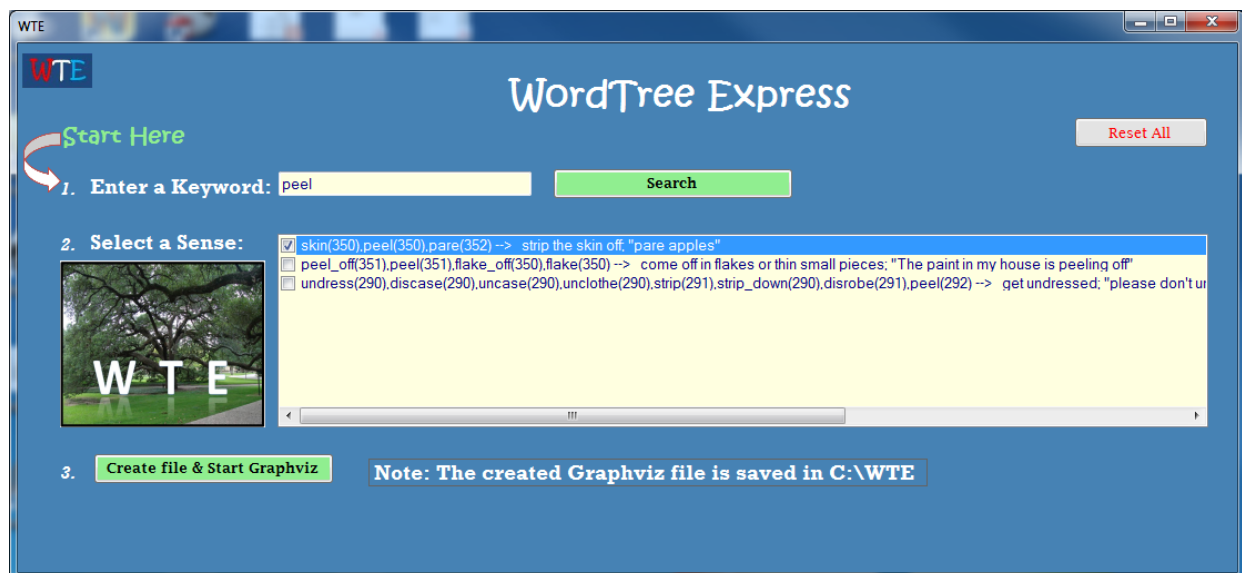 WTE
WTE
WordTree Express
Start Here
Reset All
1. Enter a Keyword: peel Search
2. Select a Sense:
skin(350),peel(350),pare(352) --> strip the skin off; "pare apples"
peel_off(351),peel(351),flake_off(350),flake(350) --> come off in flakes or thin small pieces; "The paint in my house is peeling off"
undress(290),discase(290),uncase(290),unclothe(290),strip(291),strip_down(290),disrobe(291),peel(292) --> get undressed; "please don't ur
W T E
3. Create file & Start Graphviz Note: The created Graphviz file is saved in C:\WTE